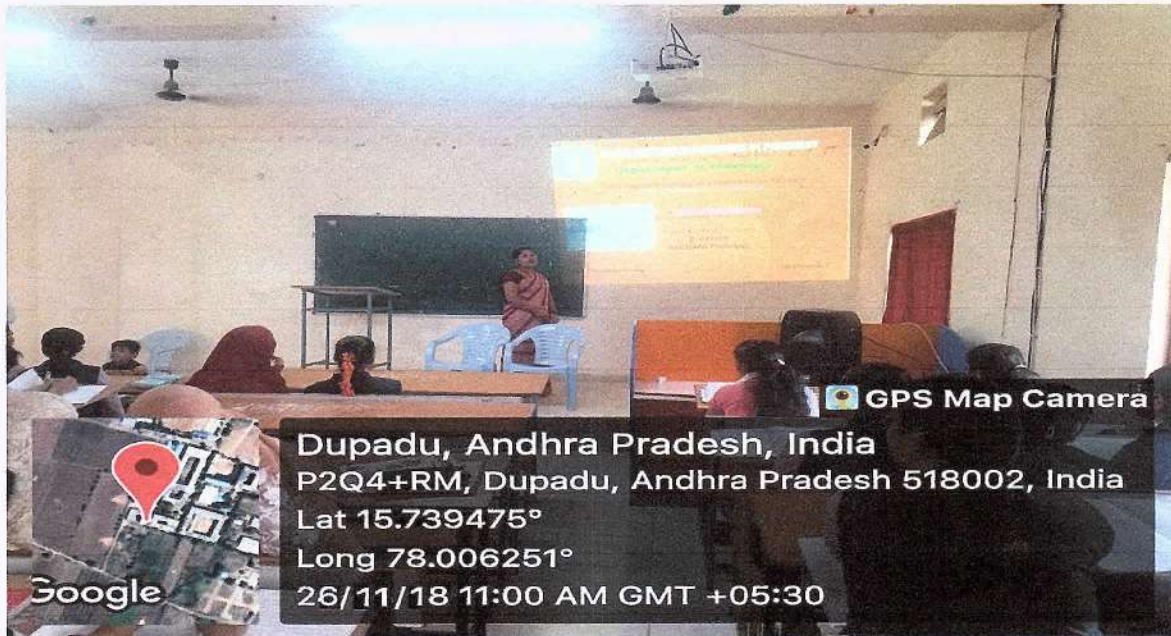 GPS Map Camera
Dupadu, Andhra Pradesh, India
P2Q4+RM, Dupadu, Andhra Pradesh 518002, India
Lat 15.739475°
Long 78.006251°
26/11/18 11:00 AM GMT +05:30
Google